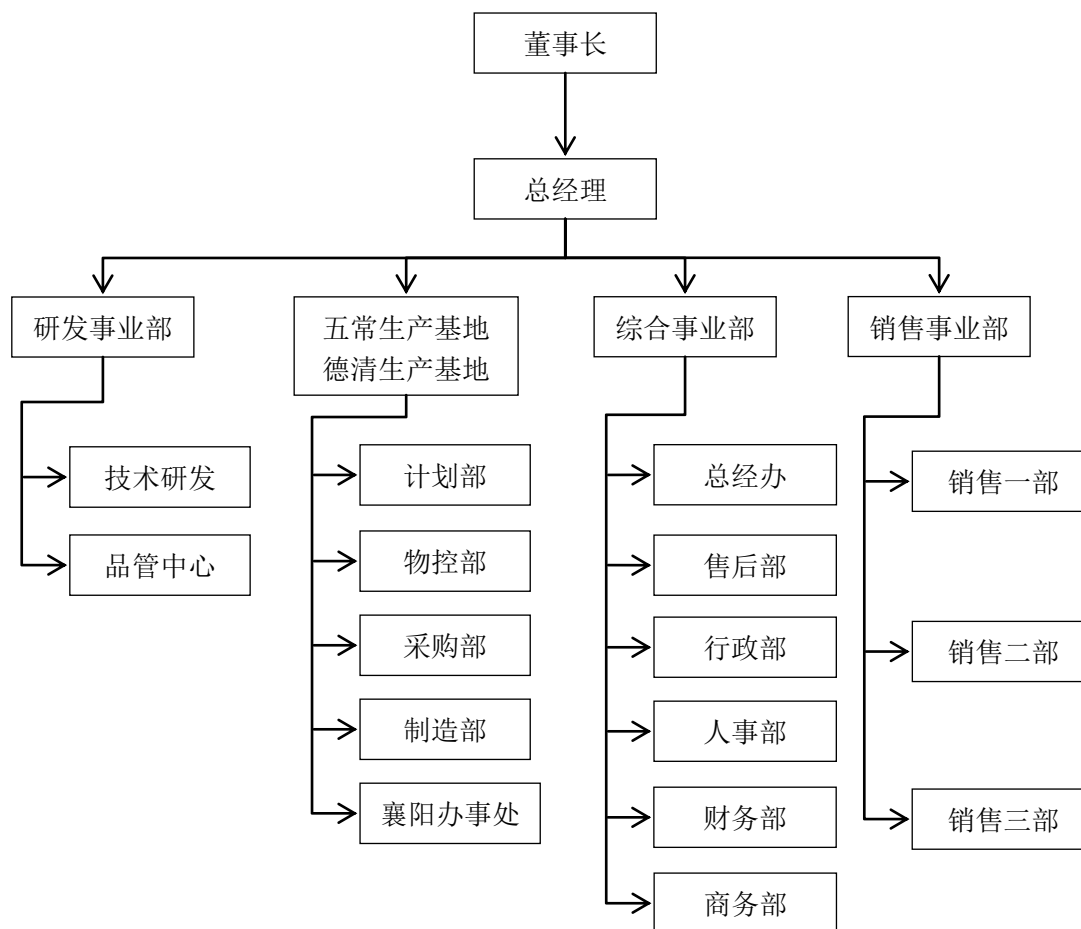 董事长
总经理
研发事业部
五常生产基地
德清生产基地
综合事业部
销售事业部
技术研发
品管中心
计划部
物控部
采购部
制造部
襄阳办事处
总经办
售后部
行政部
人事部
财务部
商务部
销售一部
销售二部
销售三部